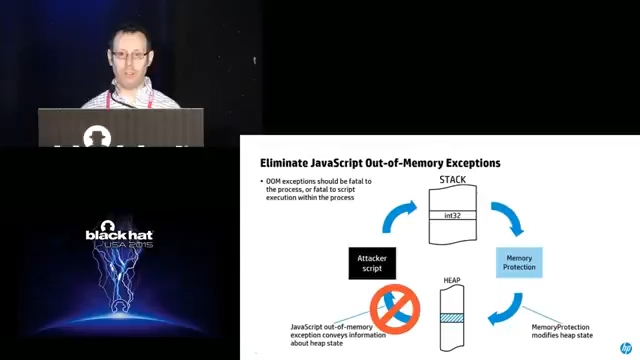 Eliminate JavaScript Out-of-Memory Exceptions
• OOM exceptions should be fatal to
the process, or fatal to script
execution within the process
STACK
int32
Attacker
script
Memory
Protection
HEAP
JavaScript out-of-memory
exception conveys information
about heap state
MemoryProtection
modifies heap state
black hat
USA 2015
hp